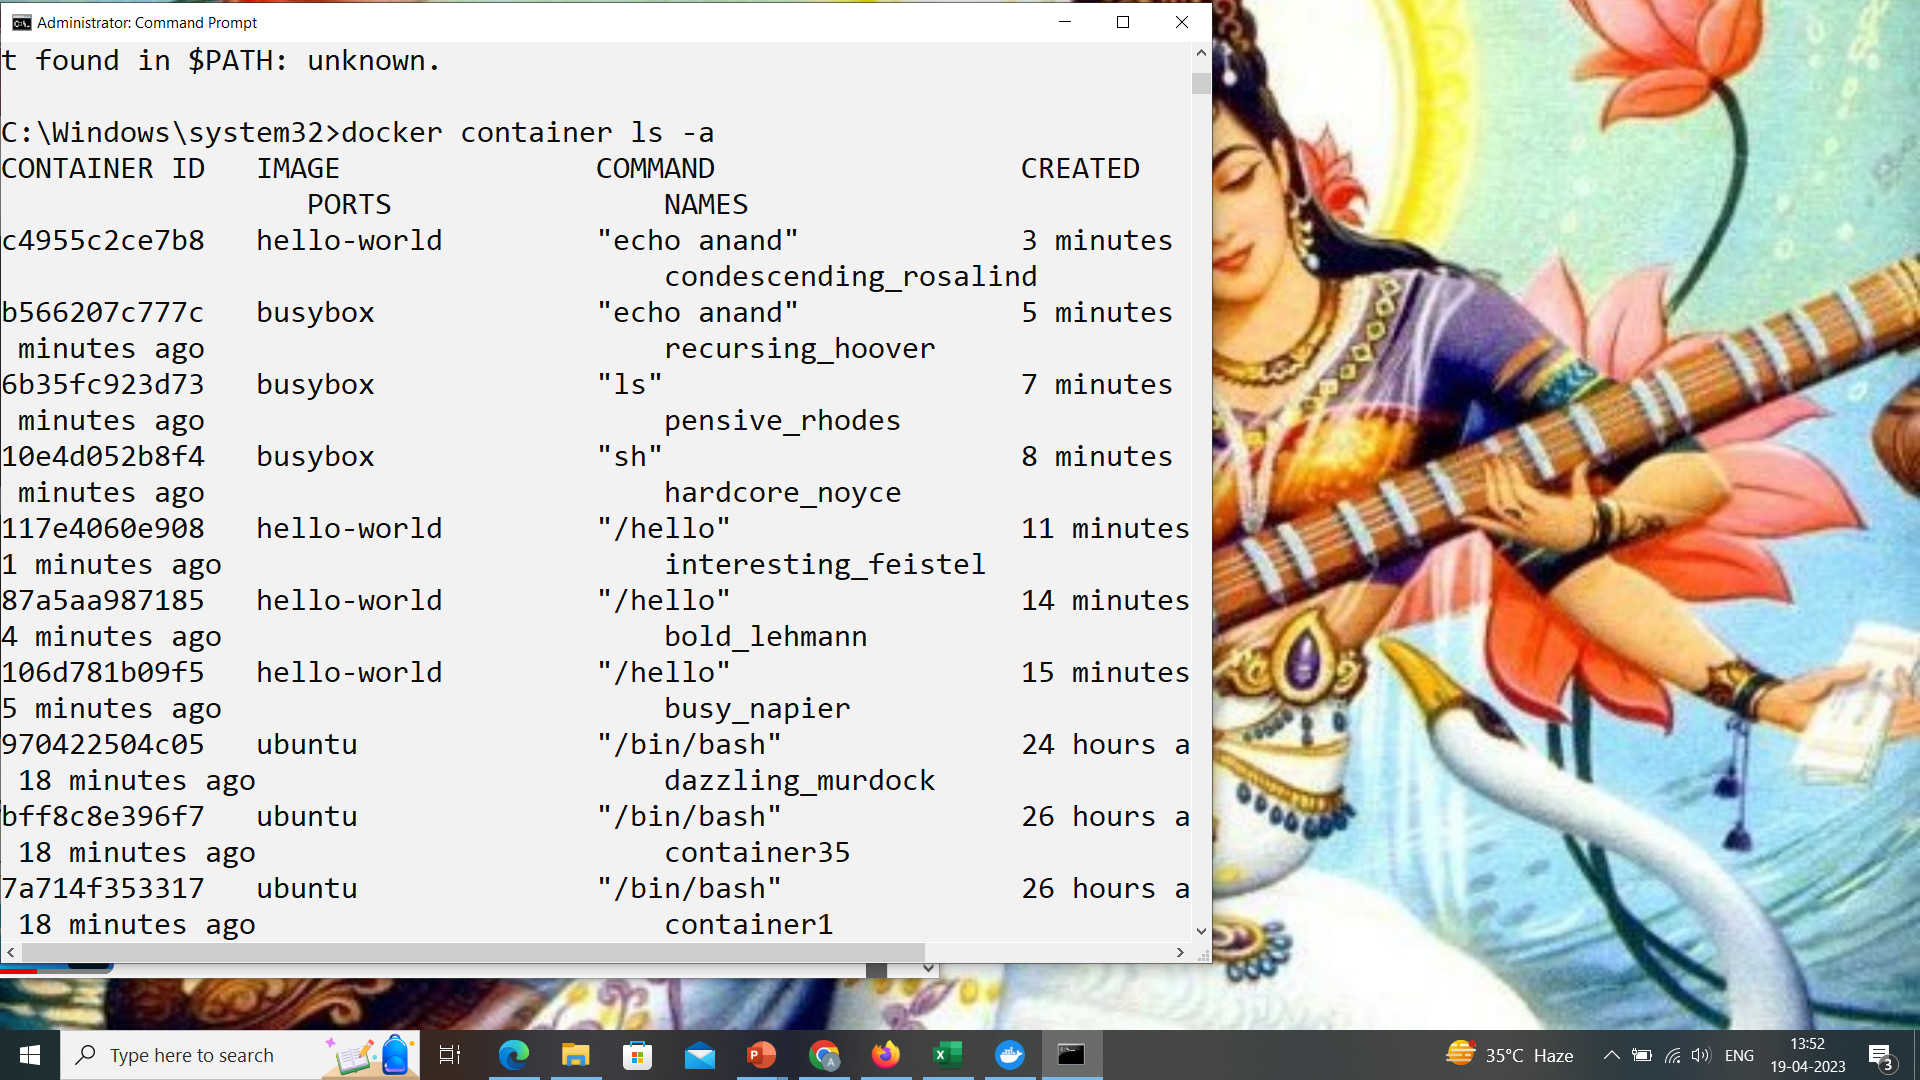 Administrator: Command Prompt
t found in $PATH: unknown.
C:\Windows\system32>docker container ls -a
CONTAINER ID   IMAGE               COMMAND                  CREATED
PORTS                NAMES
c4955c2ce7b8   hello-world         "echo anand"             3 minutes
condescending_rosalind
b566207c777c   busybox             "echo anand"             5 minutes
minutes ago                           recursing_hoover
6b35fc923d73   busybox             "ls"                     7 minutes
minutes ago                           pensive_rhodes
10e4d052b8f4   busybox             "sh"                     8 minutes
minutes ago                           hardcore_noyce
117e4060e908   hello-world         "/hello"                 11 minutes
1 minutes ago                          interesting_feistel
87a5aa987185   hello-world         "/hello"                 14 minutes
4 minutes ago                          bold_lehmann
106d781b09f5   hello-world         "/hello"                 15 minutes
5 minutes ago                          busy_napier
970422504c05   ubuntu              "/bin/bash"              24 hours a
18 minutes ago                        dazzling_murdock
bff8c8e396f7   ubuntu              "/bin/bash"              26 hours a
18 minutes ago                        container35
7a714f353317   ubuntu              "/bin/bash"              26 hours a
18 minutes ago                        container1
Type here to search
35°C Haze
ENG
13:52
19-04-2023
3